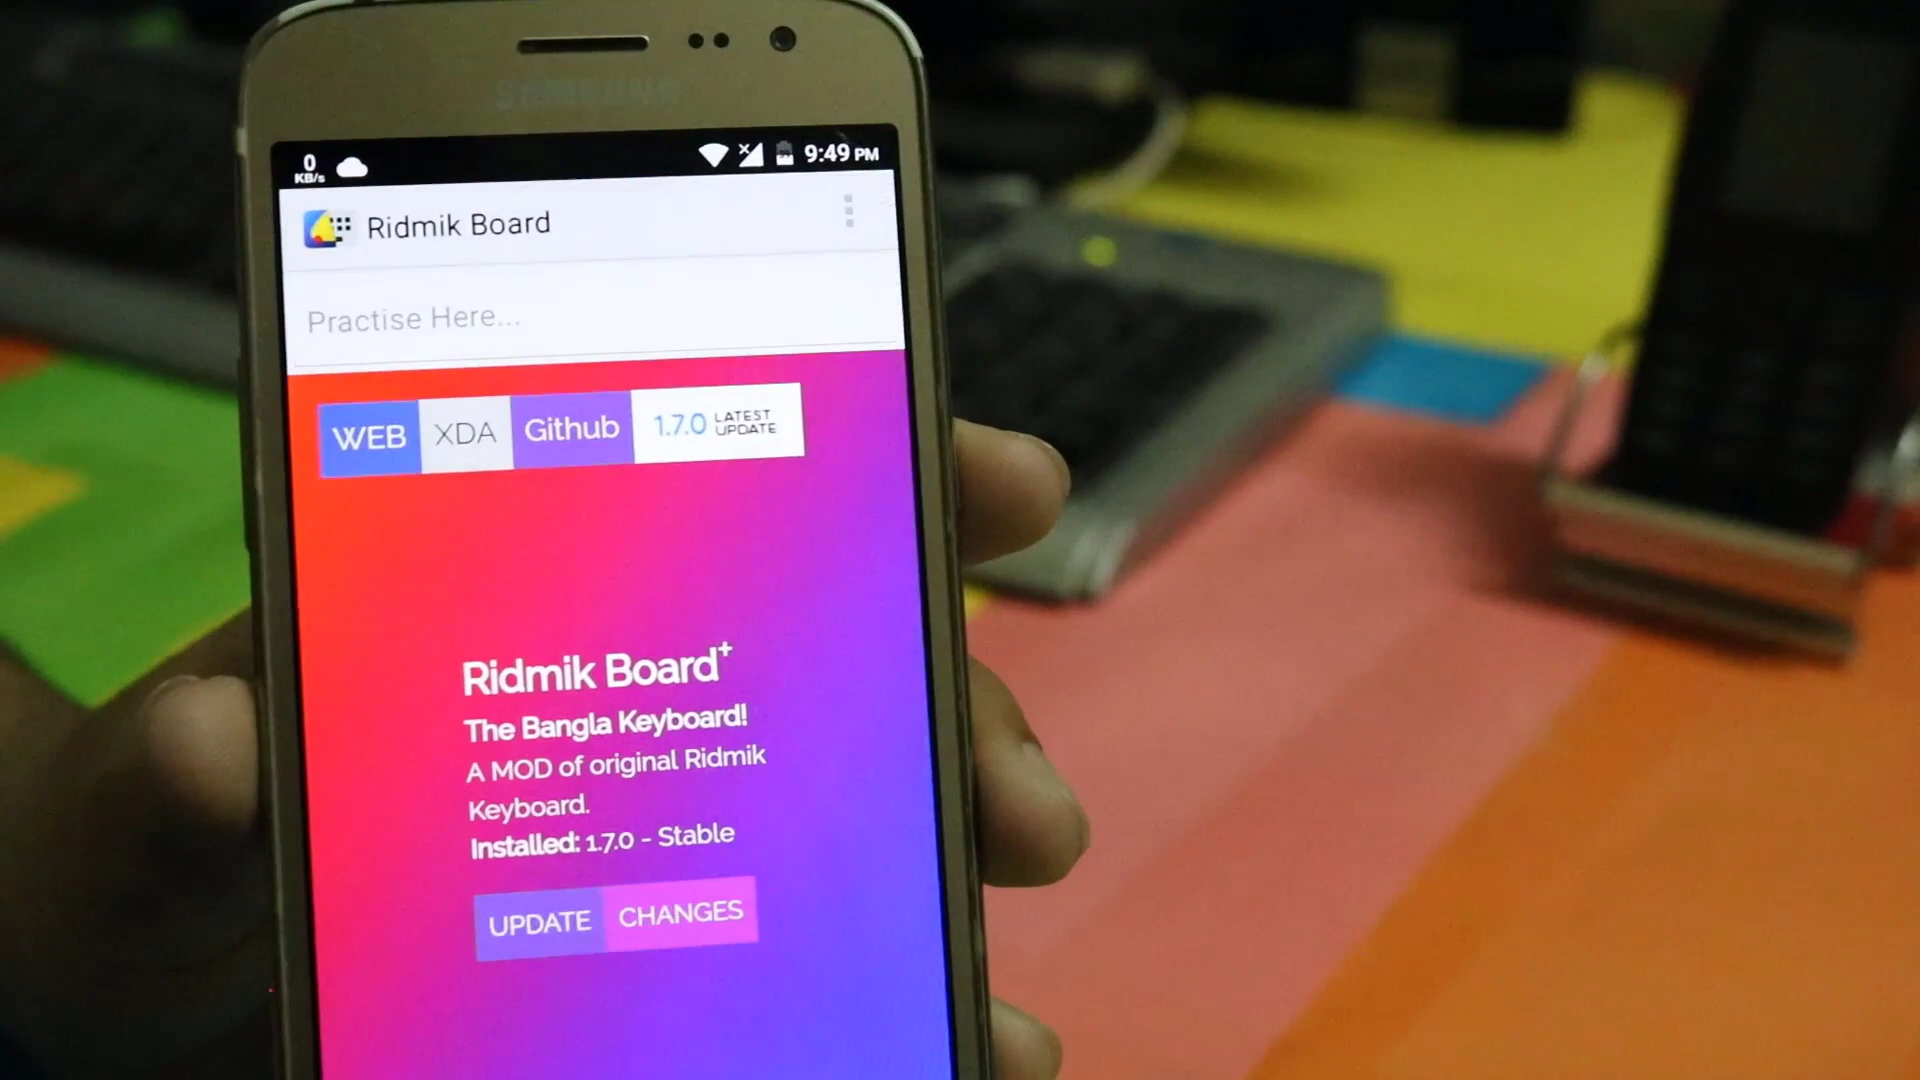 SAMSUNG
0
KB/s
9:49 PM
Ridmik Board
Practise Here...
WEB
XDA
Github
1.7.0 LATEST
UPDATE
Ridmik Board+
The Bangla Keyboard!
A MOD of original Ridmik
Keyboard.
Installed: 1.7.0 - Stable
UPDATE
CHANGES